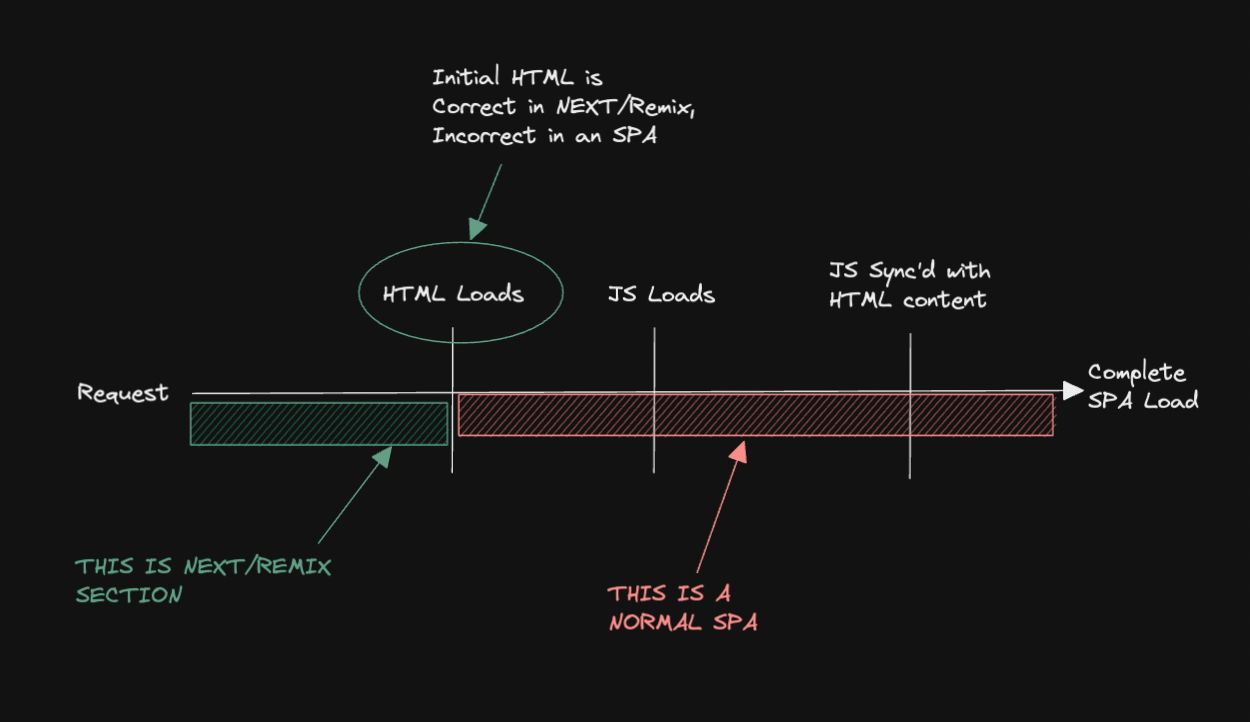 Initial HTML is
Correct in NEXT/Remix,
Incorrect in an SPA
HTML Loads
JS Loads
JS Sync'd with
HTML content
Request
Complete
SPA Load
THIS IS NEXT/REMIX
SECTION
THIS IS A
NORMAL SPA